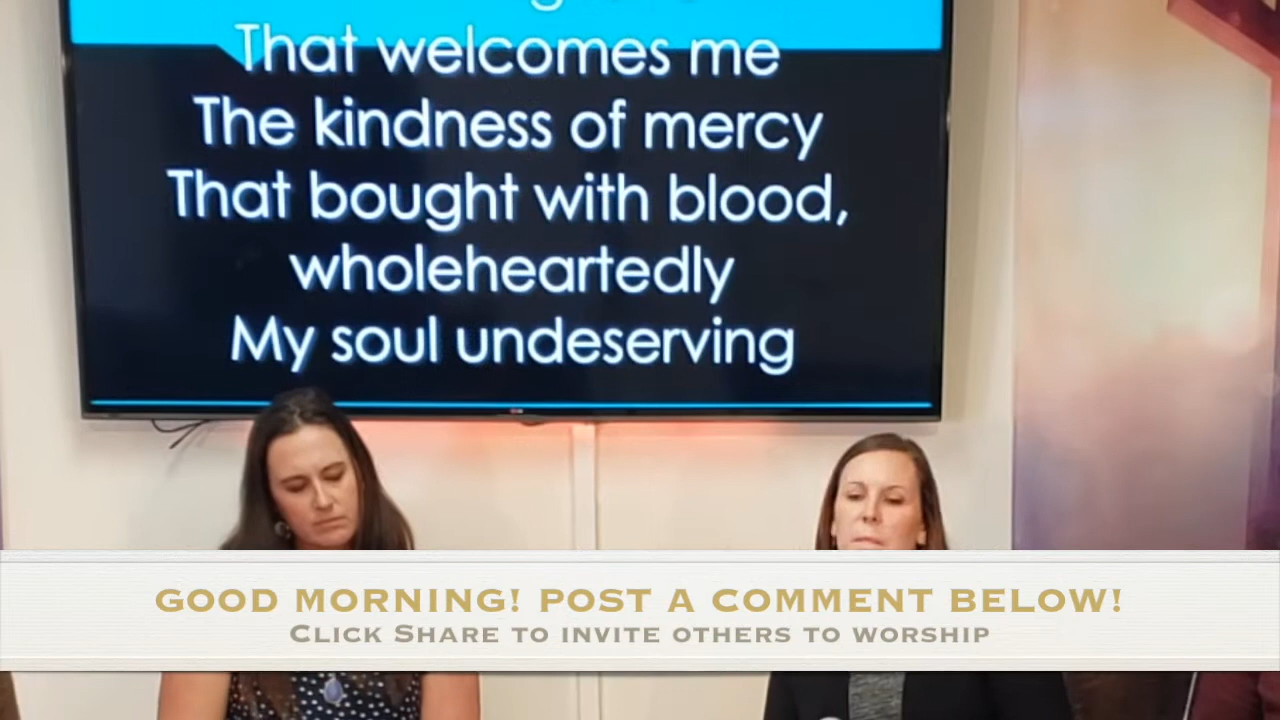 That welcomes me
The kindness of mercy
That bought with blood,
wholeheartedly
My soul undeserving
GOOD MORNING! POST A COMMENT BELOW!
CLICK SHARE TO INVITE OTHERS TO WORSHIP